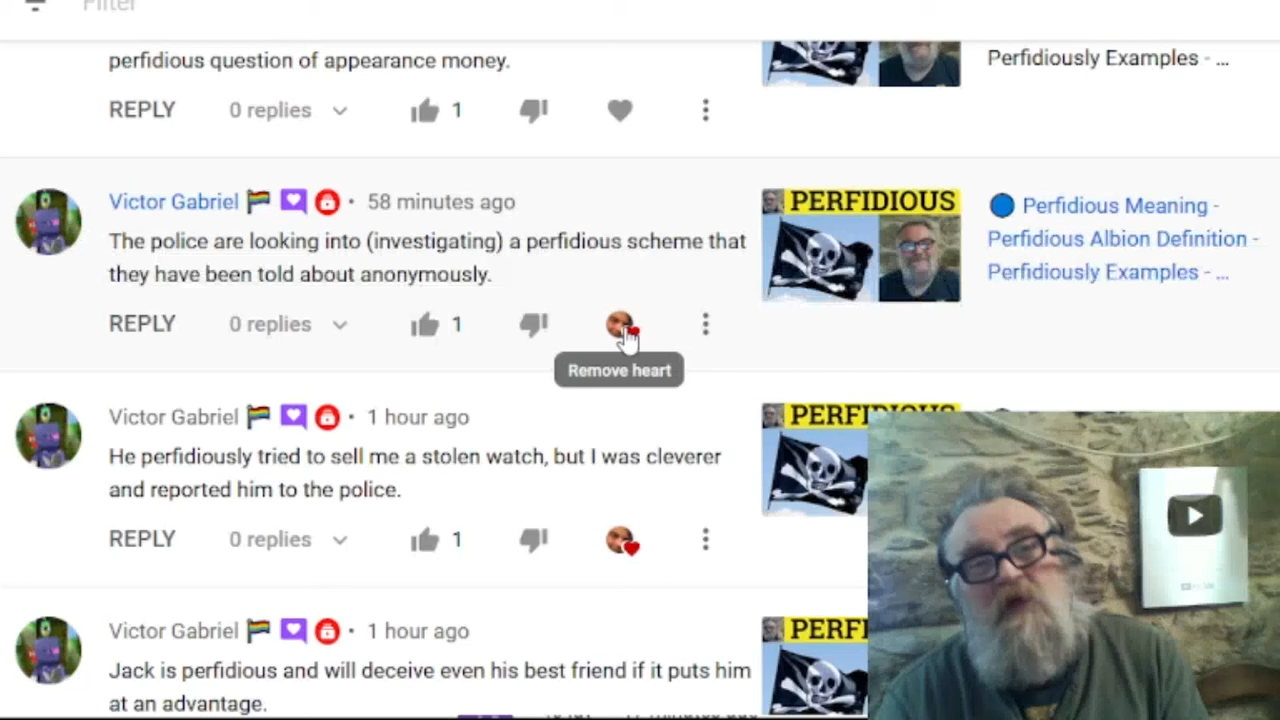 Filter
perfidious question of appearance money.
Perfidiously Examples - ...
REPLY 0 replies 1
Victor Gabriel • 58 minutes ago
PERFIDIOUS
Perfidious Meaning -
The police are looking into (investigating) a perfidious scheme that
Perfidious Albion Definition -
they have been told about anonymously.
Perfidiously Examples - ...
REPLY 0 replies 1
Remove heart
Victor Gabriel • 1 hour ago
PERFIDIOUS
He perfidiously tried to sell me a stolen watch, but I was cleverer
and reported him to the police.
REPLY 0 replies 1
Victor Gabriel • 1 hour ago
PERFI
Jack is perfidious and will deceive even his best friend if it puts him
at an advantage.